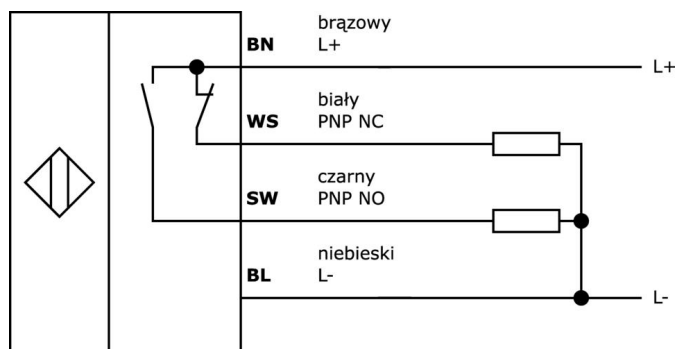 brązowy
BN L+
L+
biały
WS PNP NC
czarny
SW PNP NO
niebieski
BL L-
L-